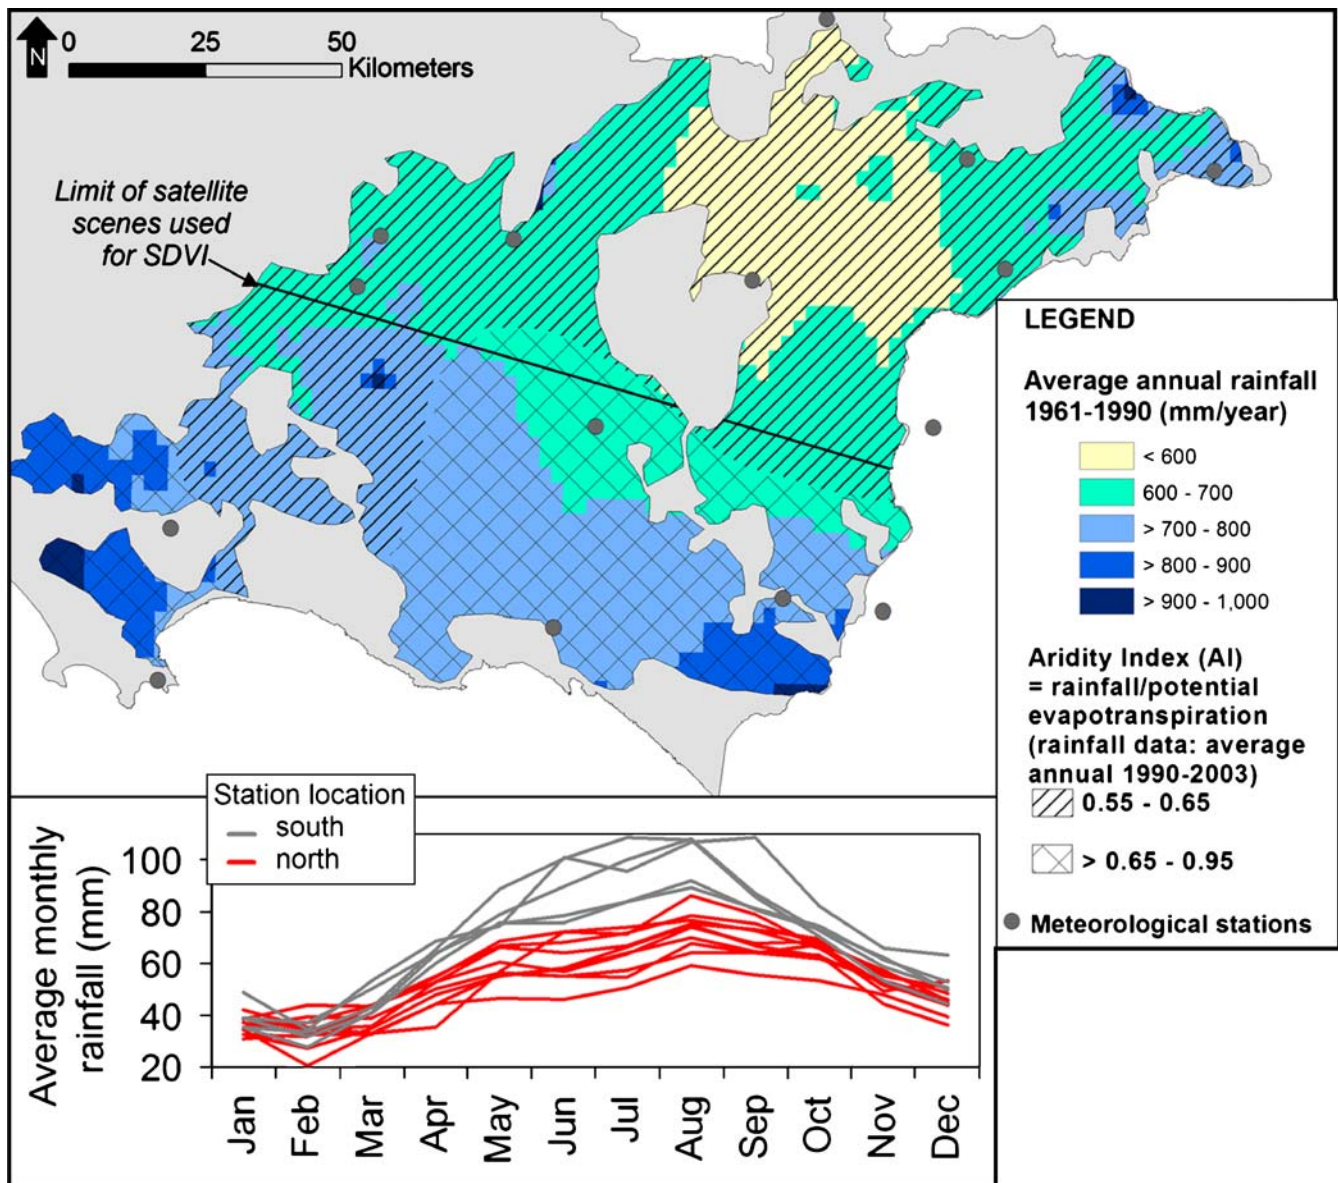 N
0 25 50
Kilometers
Limit of satellite
scenes used
for SDVI
LEGEND
Average annual rainfall
1961-1990 (mm/year)
< 600
600 - 700
> 700 - 800
> 800 - 900
> 900 - 1,000
Aridity Index (AI)
= rainfall/potential
evapotranspiration
(rainfall data: average
annual 1990-2003)
0.55 - 0.65
> 0.65 - 0.95
Meteorological stations
Station location
south
north
Average monthly
rainfall (mm)
100
80
60
40
20
Jan Feb Mar Apr May Jun Jul Aug Sep Oct Nov Dec